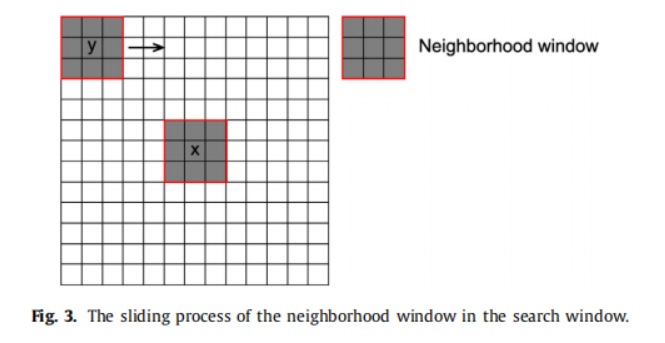 y
Neighborhood window
x
Fig. 3. The sliding process of the neighborhood window in the search window.